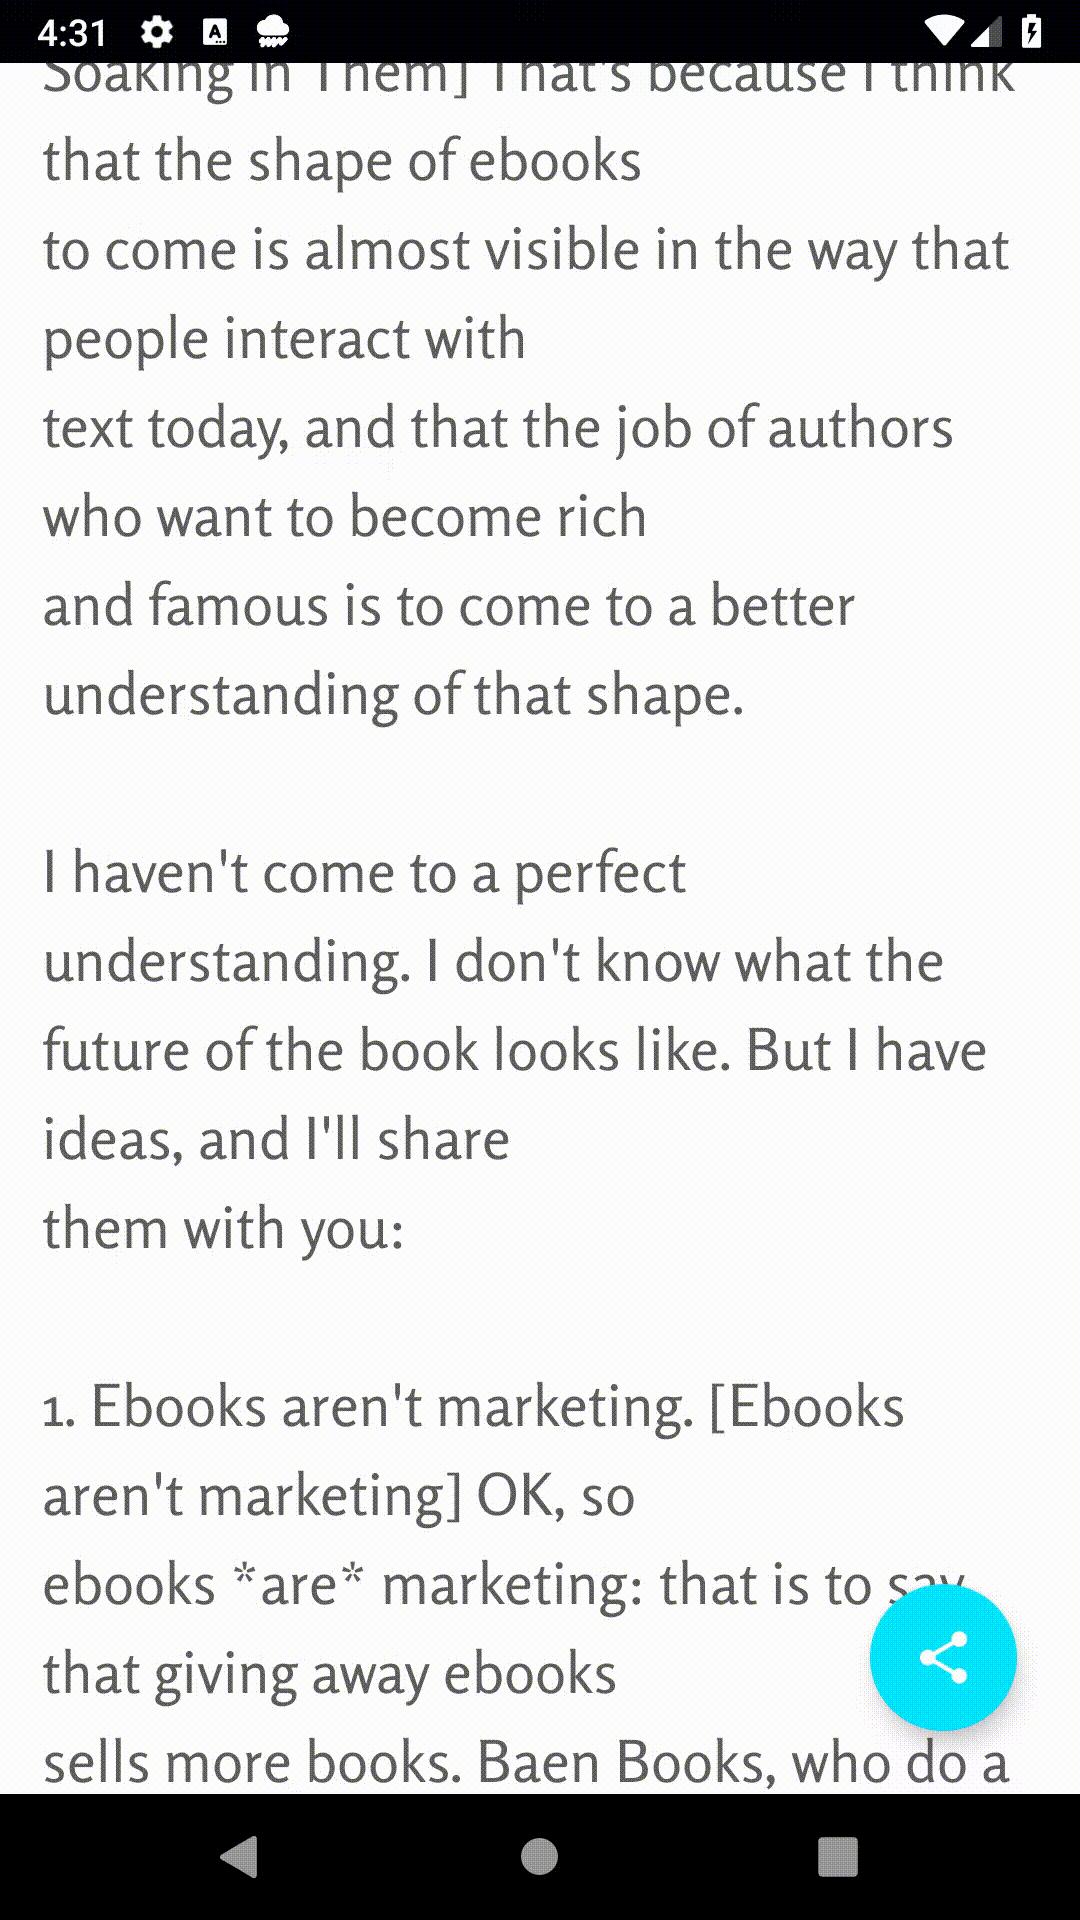 4:31
Soaking in Them] That's because I think
that the shape of ebooks
to come is almost visible in the way that
people interact with
text today, and that the job of authors
who want to become rich
and famous is to come to a better
understanding of that shape.
I haven't come to a perfect
understanding. I don't know what the
future of the book looks like. But I have
ideas, and I'll share
them with you:
1. Ebooks aren't marketing. [Ebooks
aren't marketing] OK, so
ebooks *are* marketing: that is to say
that giving away ebooks
sells more books. Baen Books, who do a